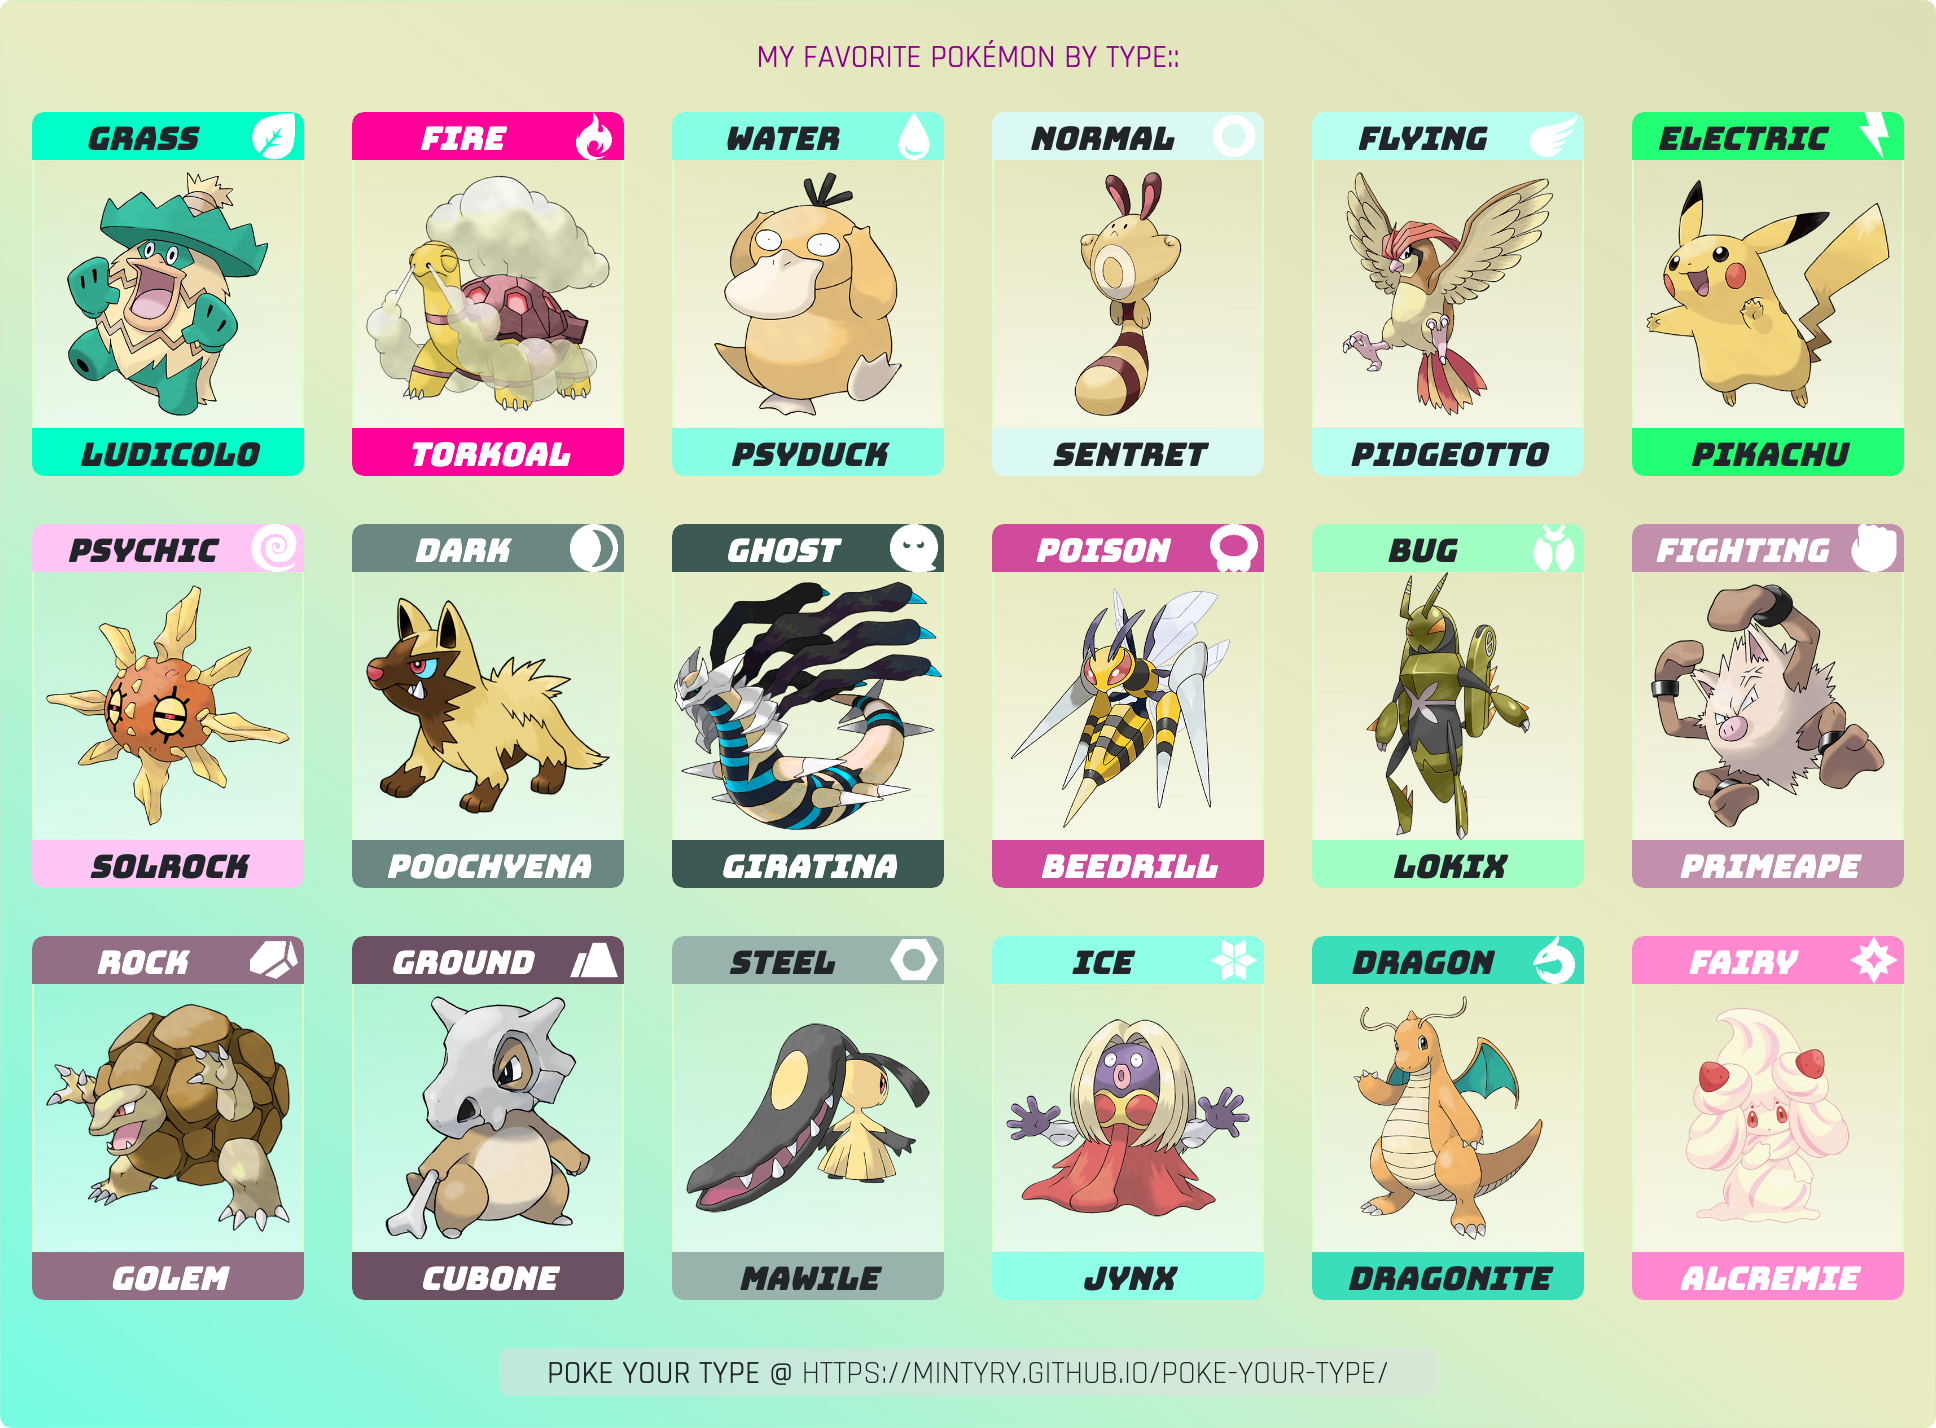 MY FAVORITE POKÉMON BY TYPE::
GRASS
FIRE
WATER
NORMAL
FLYING
ELECTRIC
LUDICOLO
TORKOAL
PSYDUCK
SENTRET
PIDGEOTTO
PIKACHU
PSYCHIC
DARK
GHOST
POISON
BUG
FIGHTING
SOLROCK
POOCHYENA
GIRATINA
BEEDRILL
LOKIX
PRIMEAPE
ROCK
GROUND
STEEL
ICE
DRAGON
FAIRY
GOLEM
CUBONE
MAWILE
JYNX
DRAGONITE
ALCREMIE
POKE YOUR TYPE @ HTTPS://MINTYRY.GITHUB.IO/POKE-YOUR-TYPE/